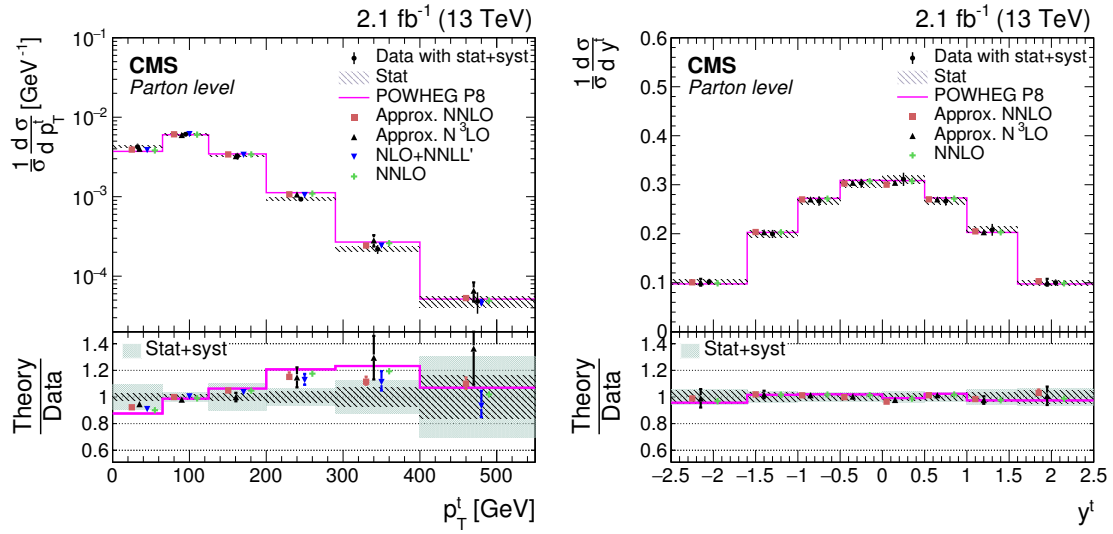 2.1 fb⁻¹ (13 TeV)
CMS
Parton level
Data with stat+syst
Stat
POWHEG P8
Approx. NNLO
Approx. N³LO
NLO+NNLL'
NNLO
1/σ dσ/dpᵗ_T [GeV⁻¹]
10⁻¹
10⁻²
10⁻³
10⁻⁴
Stat+syst
Theory
Data
1.4
1.2
1
0.8
0.6
0 100 200 300 400 500
pᵗ_T [GeV]
2.1 fb⁻¹ (13 TeV)
CMS
Parton level
Data with stat+syst
Stat
POWHEG P8
Approx. NNLO
Approx. N³LO
NNLO
1/σ dσ/dyᵗ
0.6
0.5
0.4
0.3
0.2
0.1
0
Stat+syst
Theory
Data
1.4
1.2
1
0.8
0.6
−2.5 −2 −1.5 −1 −0.5 0 0.5 1 1.5 2 2.5
yᵗ